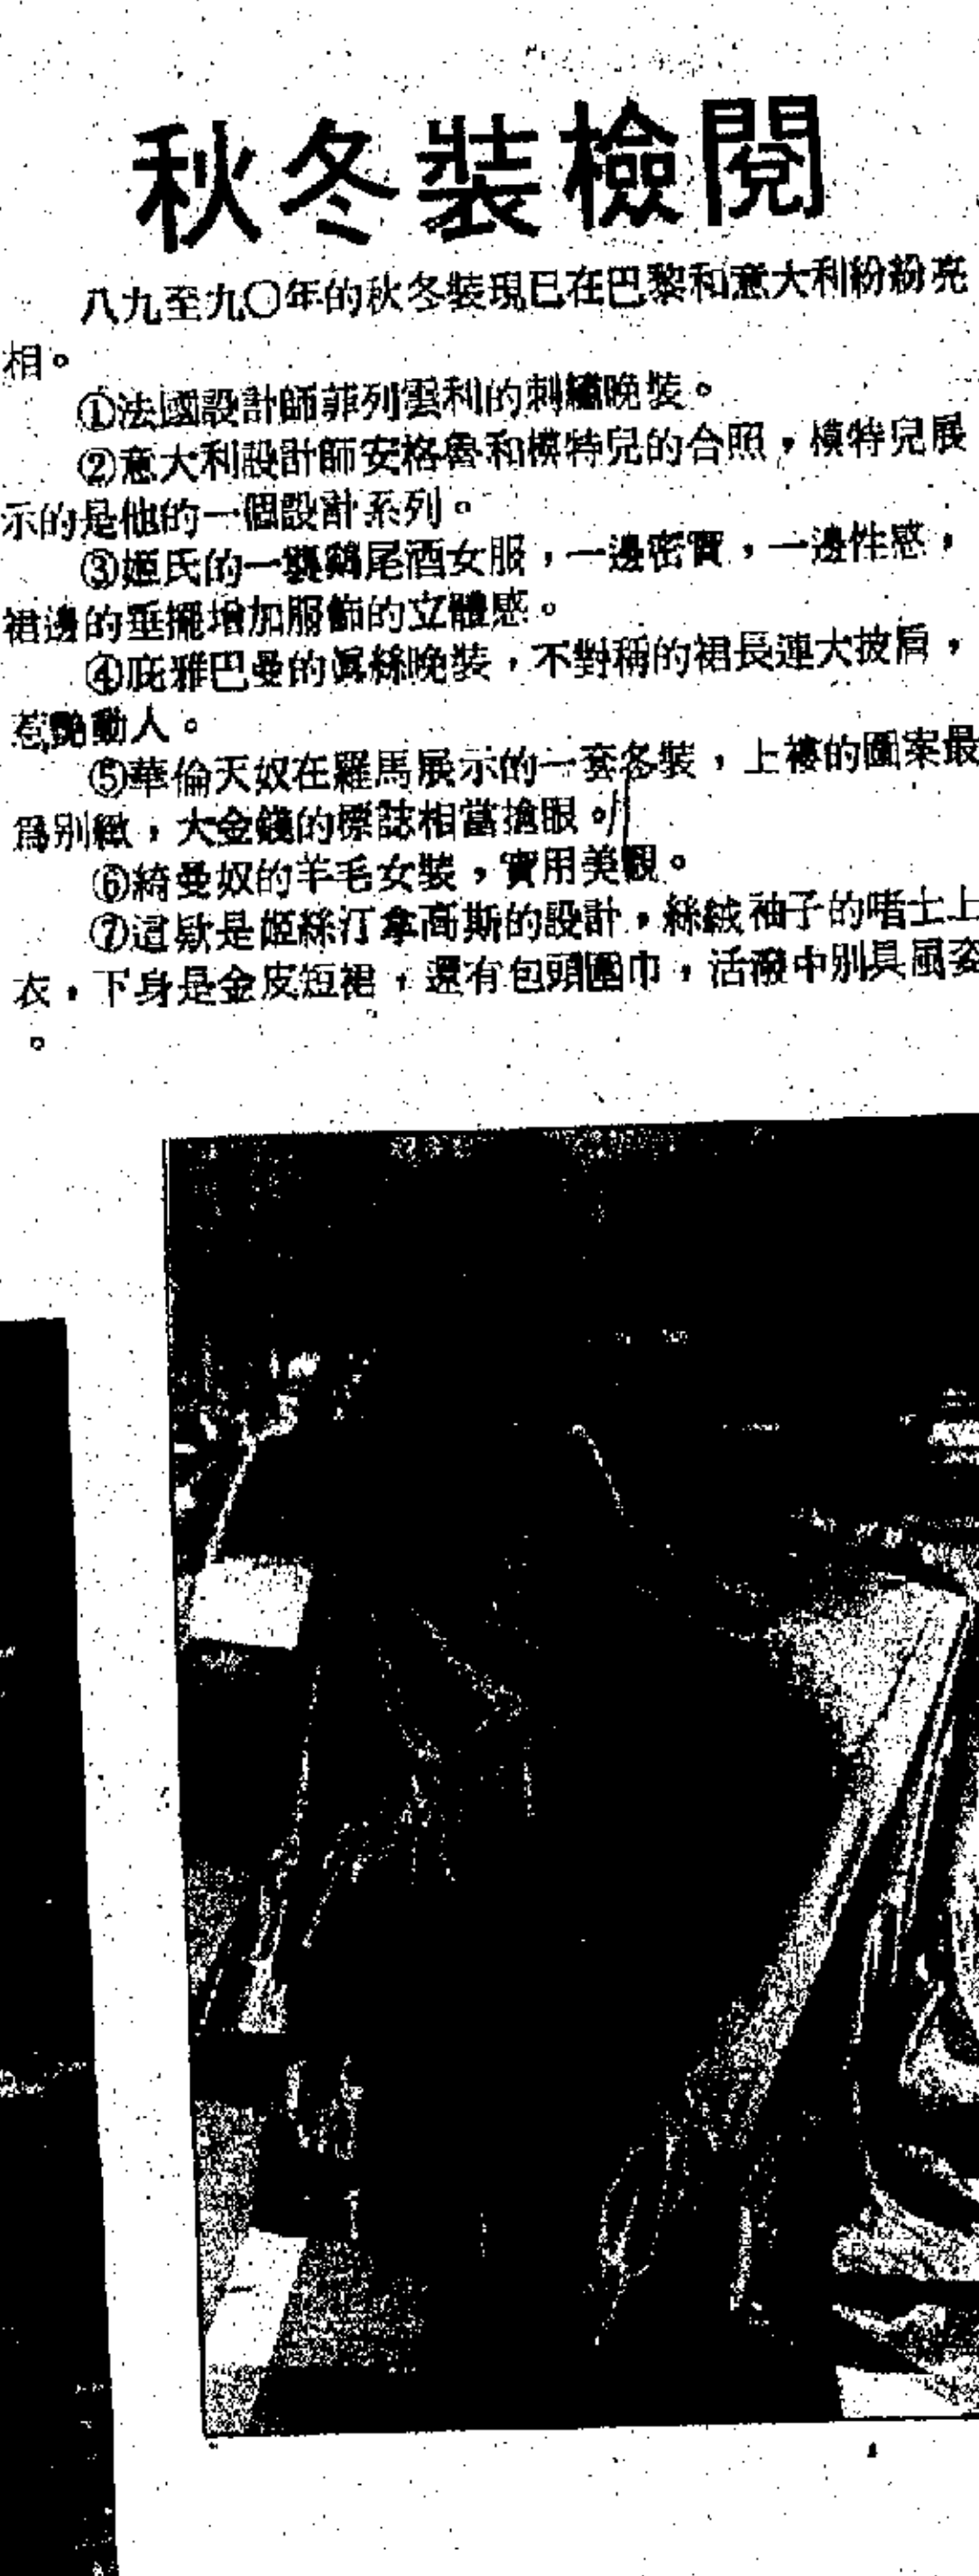 秋冬裝檢閱
八九至九〇年的秋冬裝現已在巴黎和意大利紛紛亮
相。
①法國設計師菲列雲利的刺繡晚裝。
②意大利設計師安格魯和模特兒的合照，模特兒展
示的是他的一個設計系列。
③姬氏的一襲鷄尾酒女服，一邊密實，一邊性感，
裙邊的垂擺增加服飾的立體感。
④庇雅巴曼的眞絲晚裝，不對稱的裙長連大披肩，
惹艷動人。
⑤華倫天奴在羅馬展示的一套冬裝，上褸的圖案最
爲別緻，大金錢的標誌相當搶眼。
⑥綺曼奴的羊毛女裝，實用美觀。
⑦這欵是姬絲汀拿高斯的設計，絲絨袖子的啫士上
衣，下身是金皮短裙，還有包頭圍巾，活潑中別具風姿
。